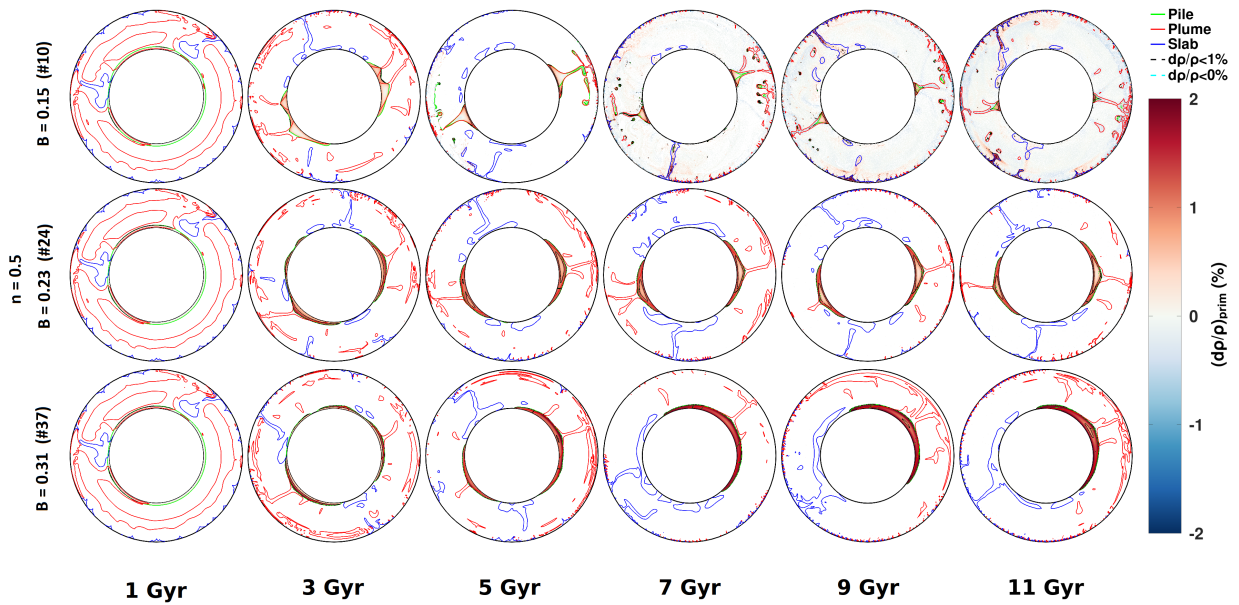 Pile
Plume
Slab
dρ/ρ<1%
dρ/ρ<0%
B = 0.15 (#10)
n = 0.5
B = 0.223 (#24)
B = 0.31 (#37)
2
1
0
-1
-2
(dρ/ρ)prim (%)
1 Gyr
3 Gyr
5 Gyr
7 Gyr
9 Gyr
11 Gyr